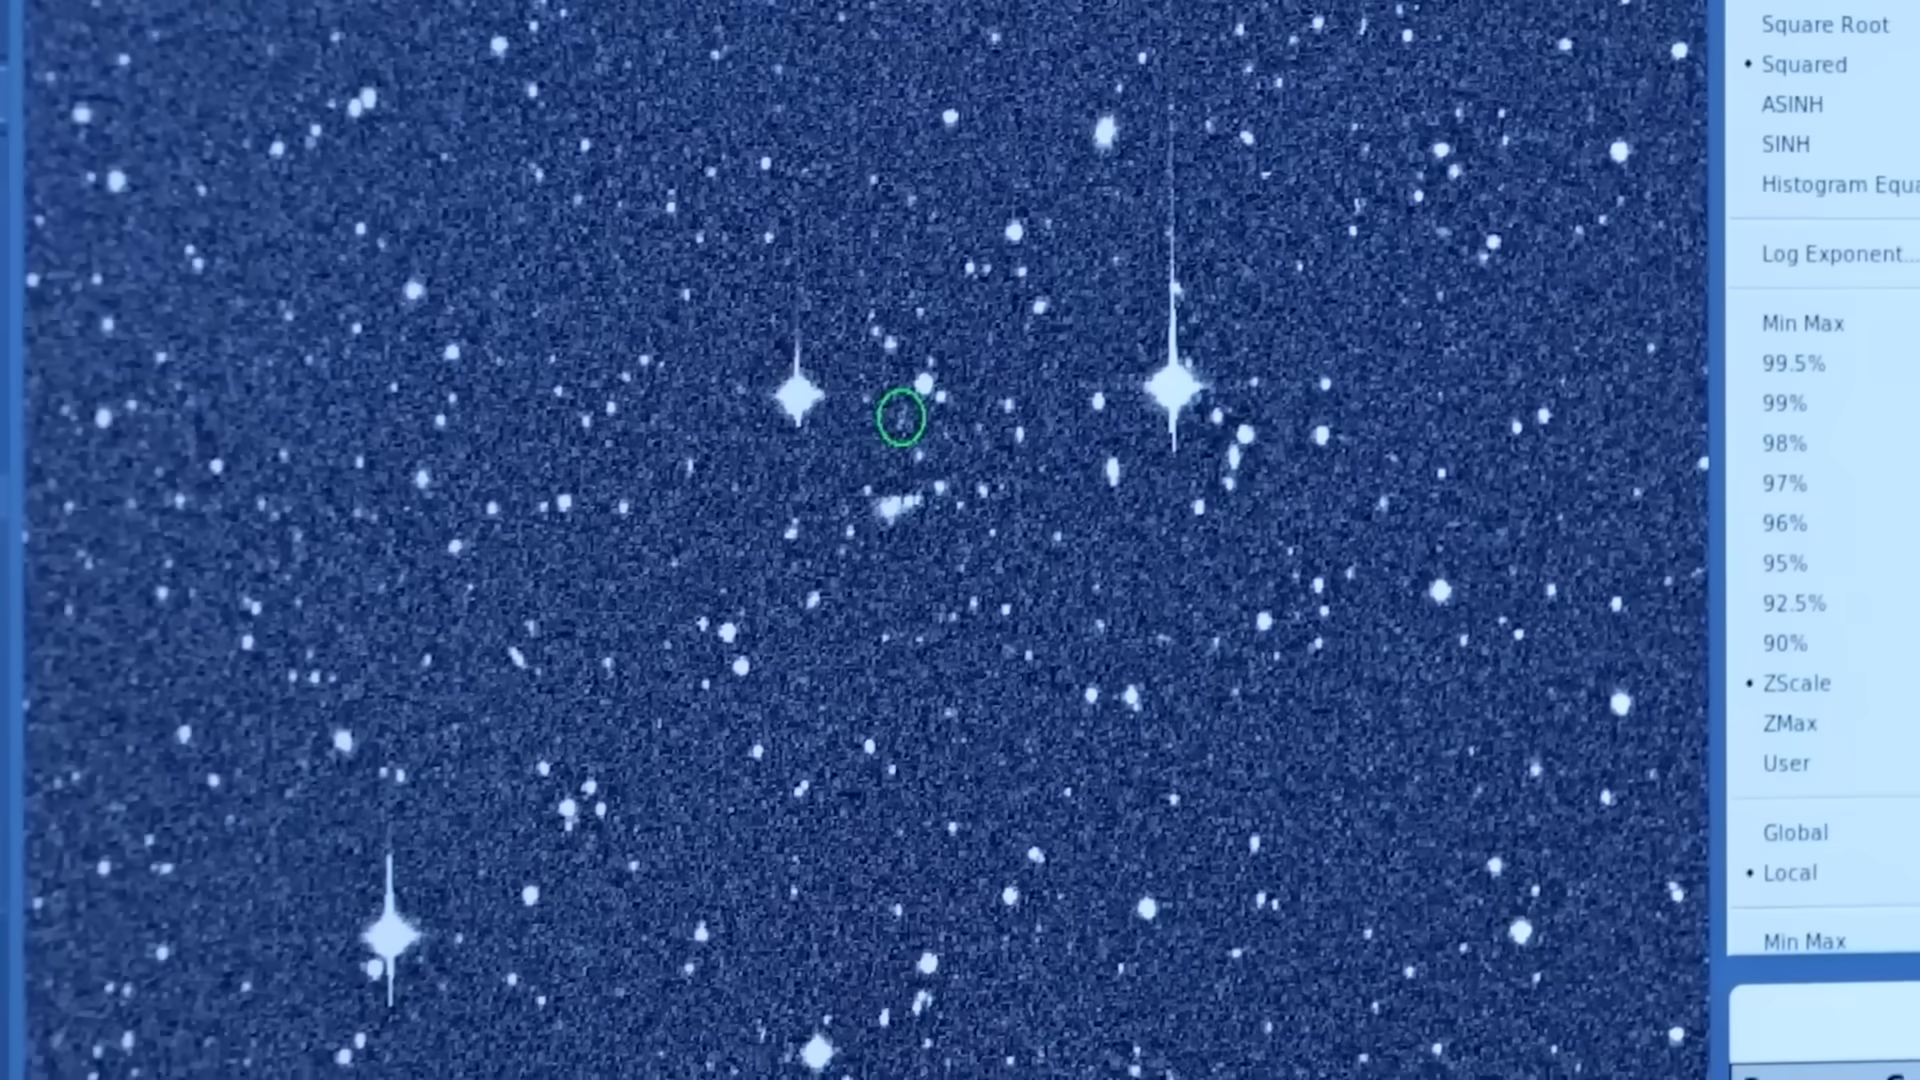 Square Root
• Squared
ASINH
SINH
Histogram Equa
Log Exponent...
Min Max
99.5%
99%
98%
97%
96%
95%
92.5%
90%
• ZScale
ZMax
User
Global
• Local
Min Max